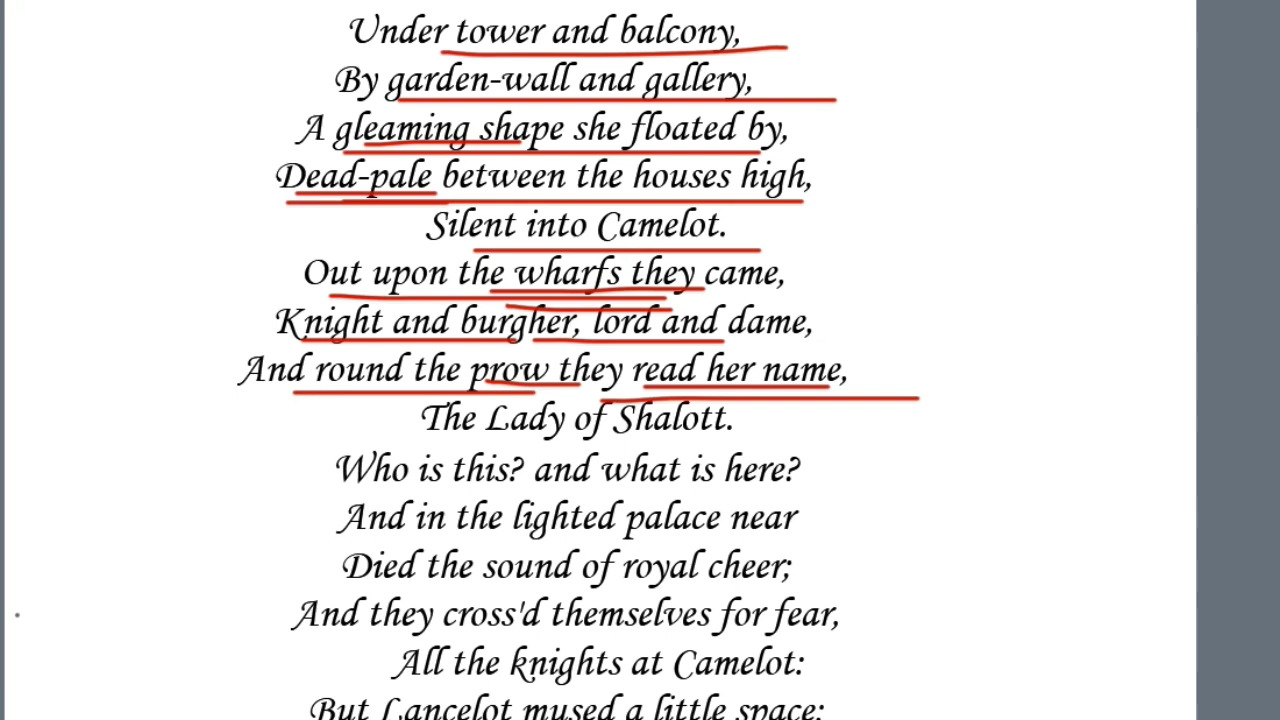 Under tower and balcony,
By garden-wall and gallery,
A gleaming shape she floated by,
Dead-pale between the houses high,
Silent into Camelot.
Out upon the wharfs they came,
Knight and burgher, lord and dame,
And round the prow they read her name,
The Lady of Shalott.
Who is this? and what is here?
And in the lighted palace near
Died the sound of royal cheer;
And they cross'd themselves for fear,
All the knights at Camelot:
But Lancelot mused a little space;